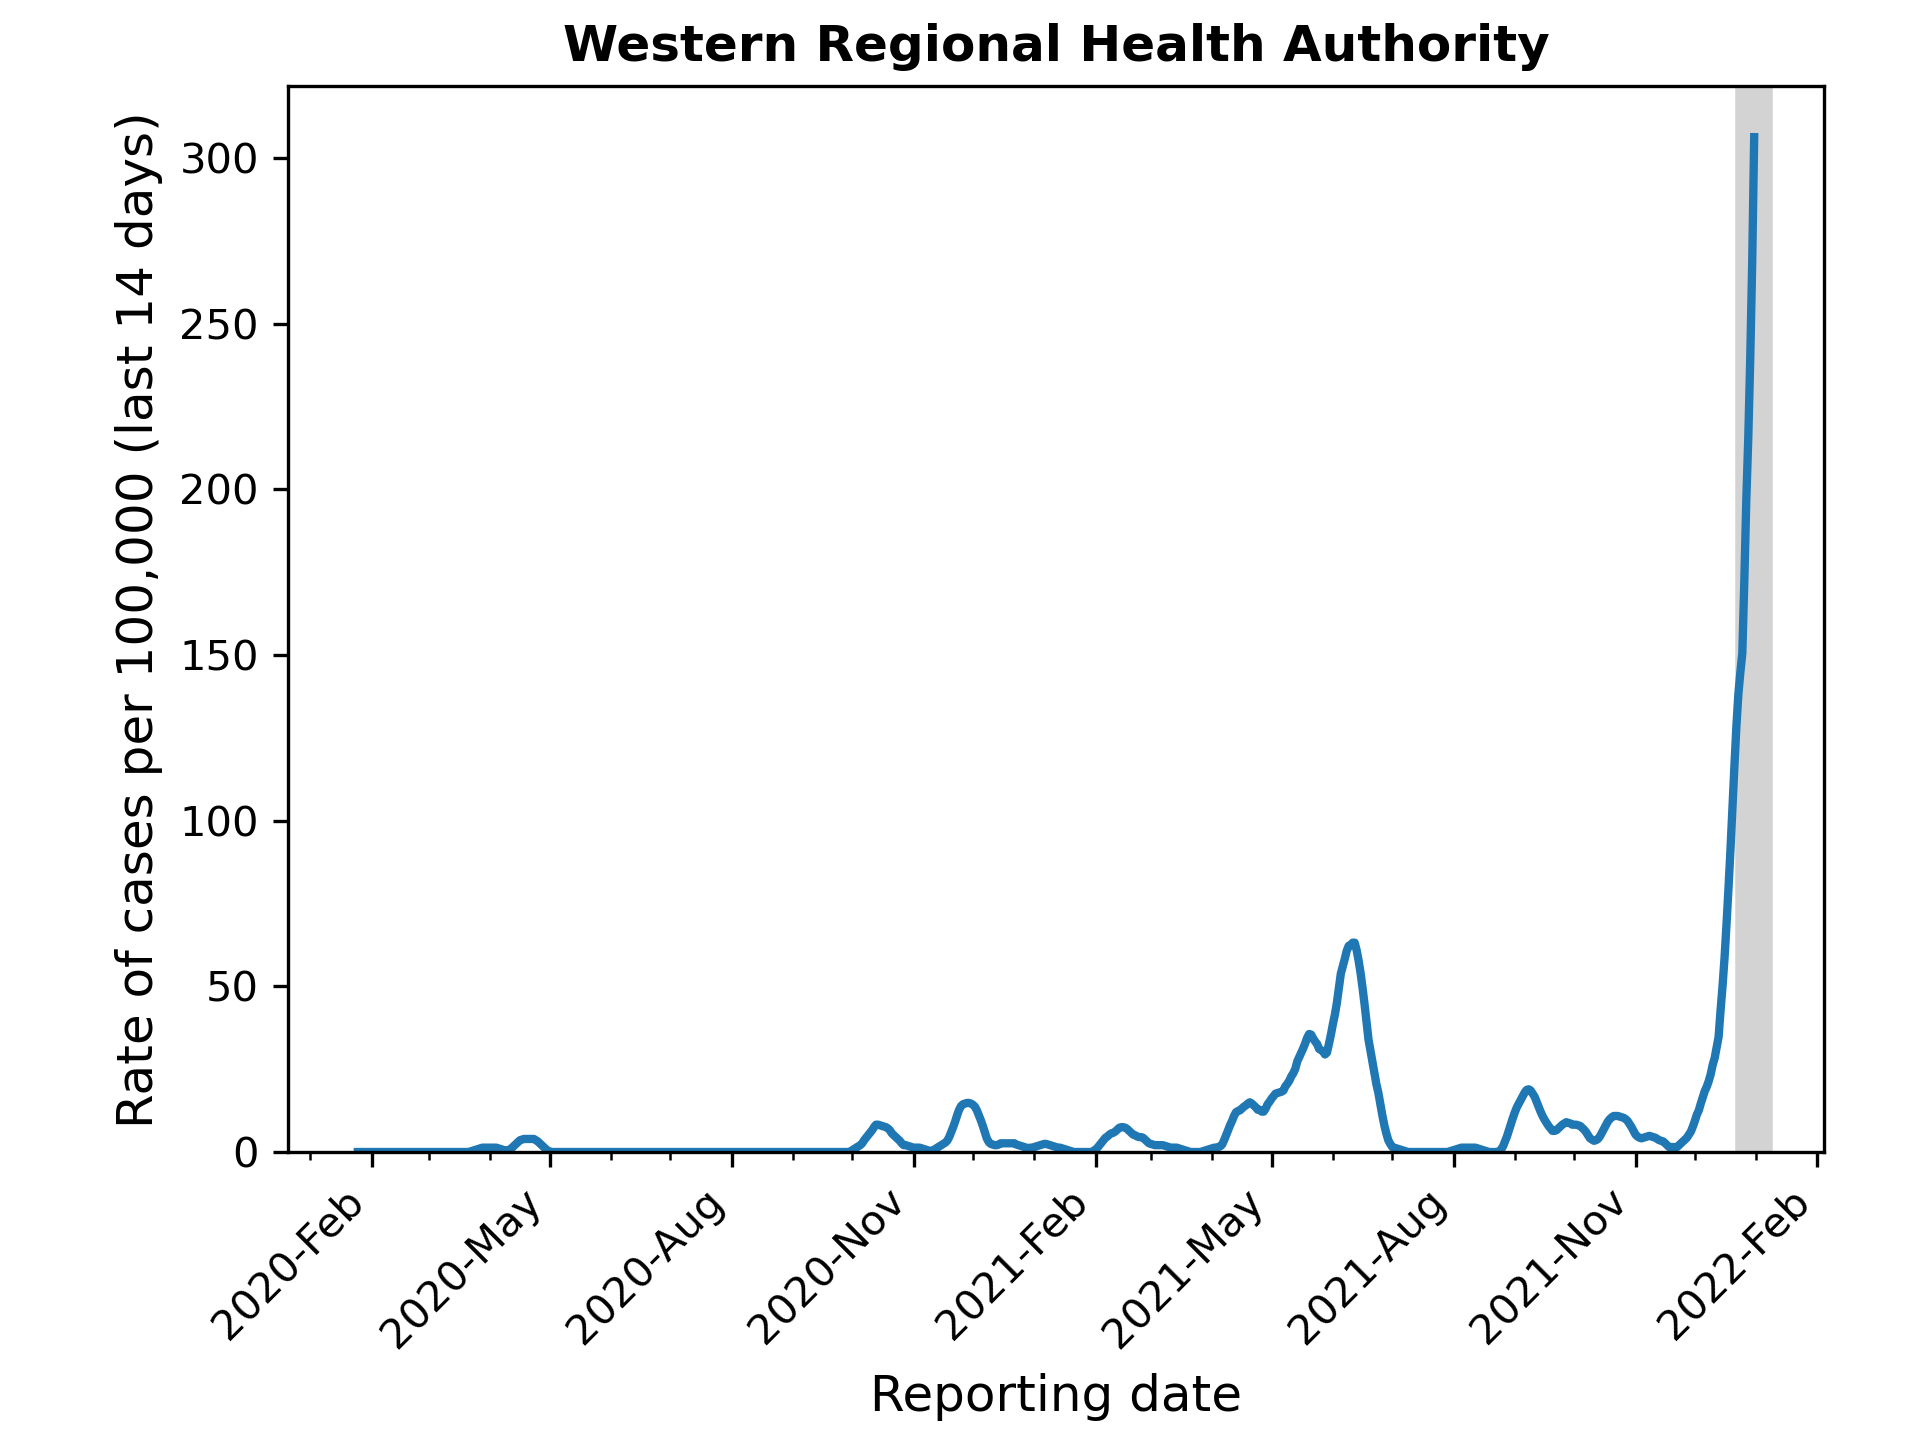 Western Regional Health Authority
Rate of cases per 100,000 (last 14 days)
300
250
200
150
100
50
0
2020-Feb
2020-May
2020-Aug
2020-Nov
2021-Feb
2021-May
2021-Aug
2021-Nov
2022-Feb
Reporting date